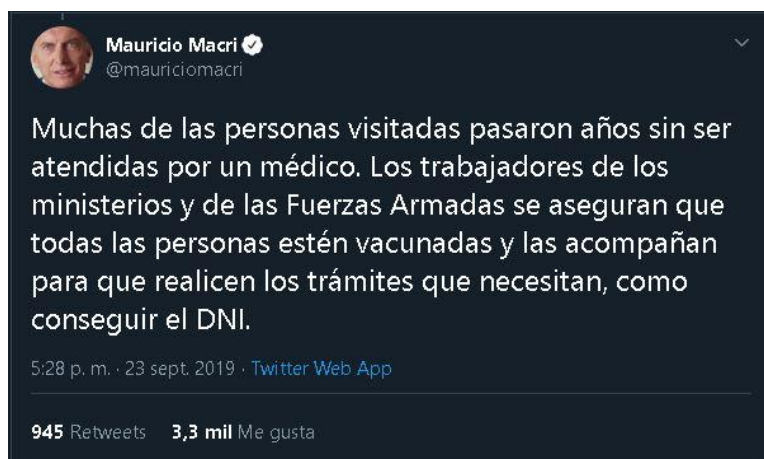 Mauricio Macri
@mauriciomacri
Muchas de las personas visitadas pasaron años sin ser
atendidas por un médico. Los trabajadores de los
ministerios y de las Fuerzas Armadas se aseguran que
todas las personas estén vacunadas y las acompañan
para que realicen los trámites que necesitan, como
conseguir el DNI.
5:28 p. m. · 23 sept. 2019 · Twitter Web App
945 Retweets 3,3 mil Me gusta